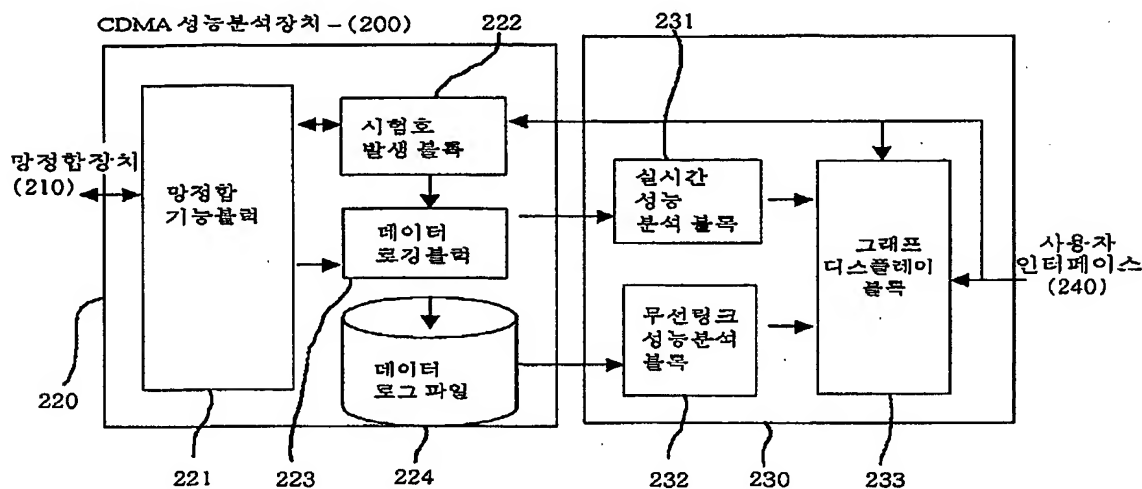 CDMA 성능분석장치 – (200)
222
231
시험호
발생 블록
망정합장치
(210)
망정합
기능블럭
실시간
성능
분석 블록
데이터
로깅블럭
그래프
디스플레이
블록
사용자
인터페이스
(240)
무선링크
성능분석
블록
데이터
로그 파일
220
221
223
224
232
230
233